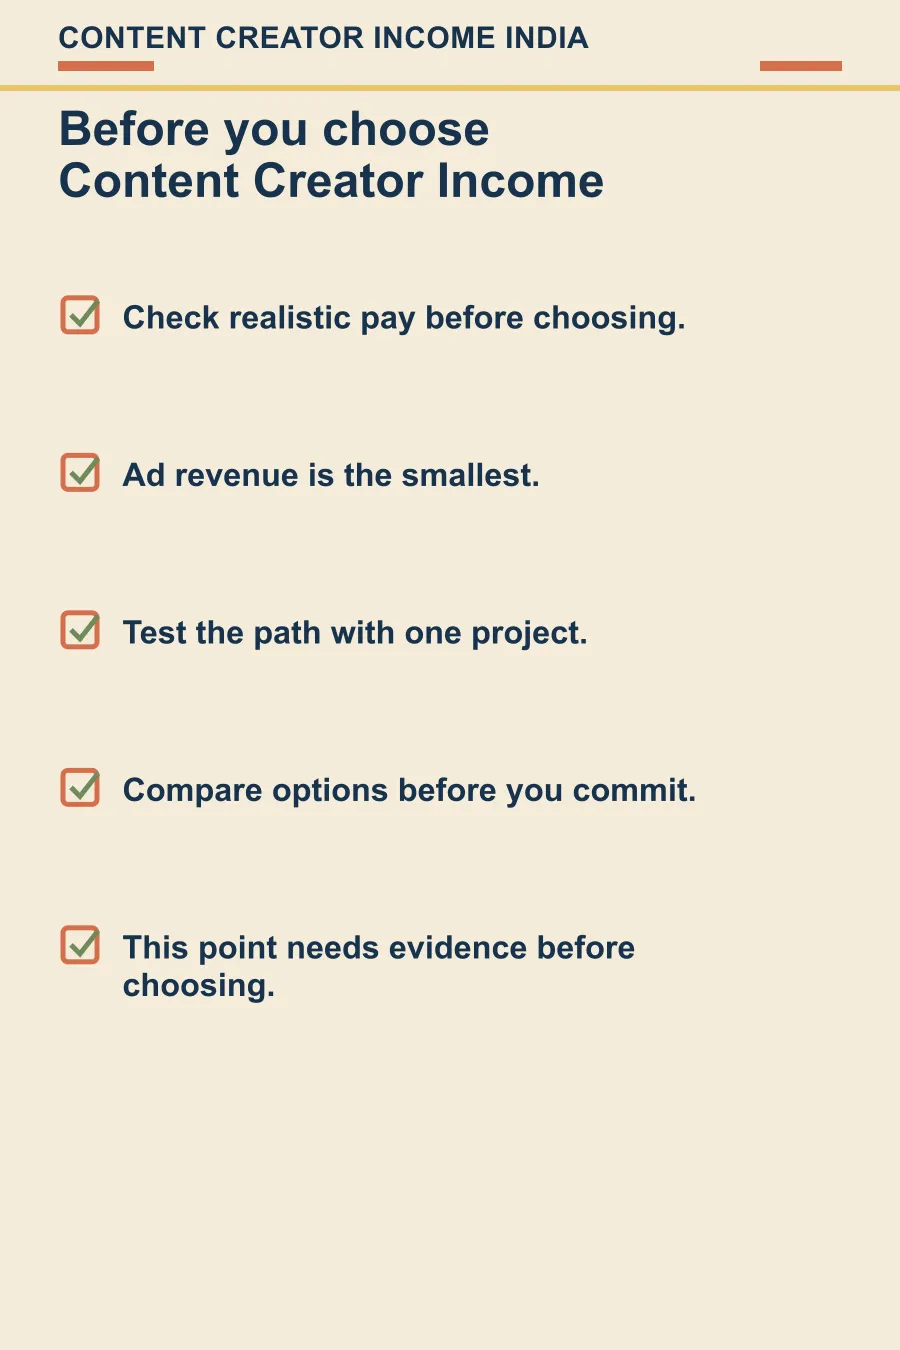 CONTENT CREATOR INCOME INDIA
Before you choose
Content Creator Income
Check realistic pay before choosing.
Ad revenue is the smallest.
Test the path with one project.
Compare options before you commit.
This point needs evidence before
choosing.